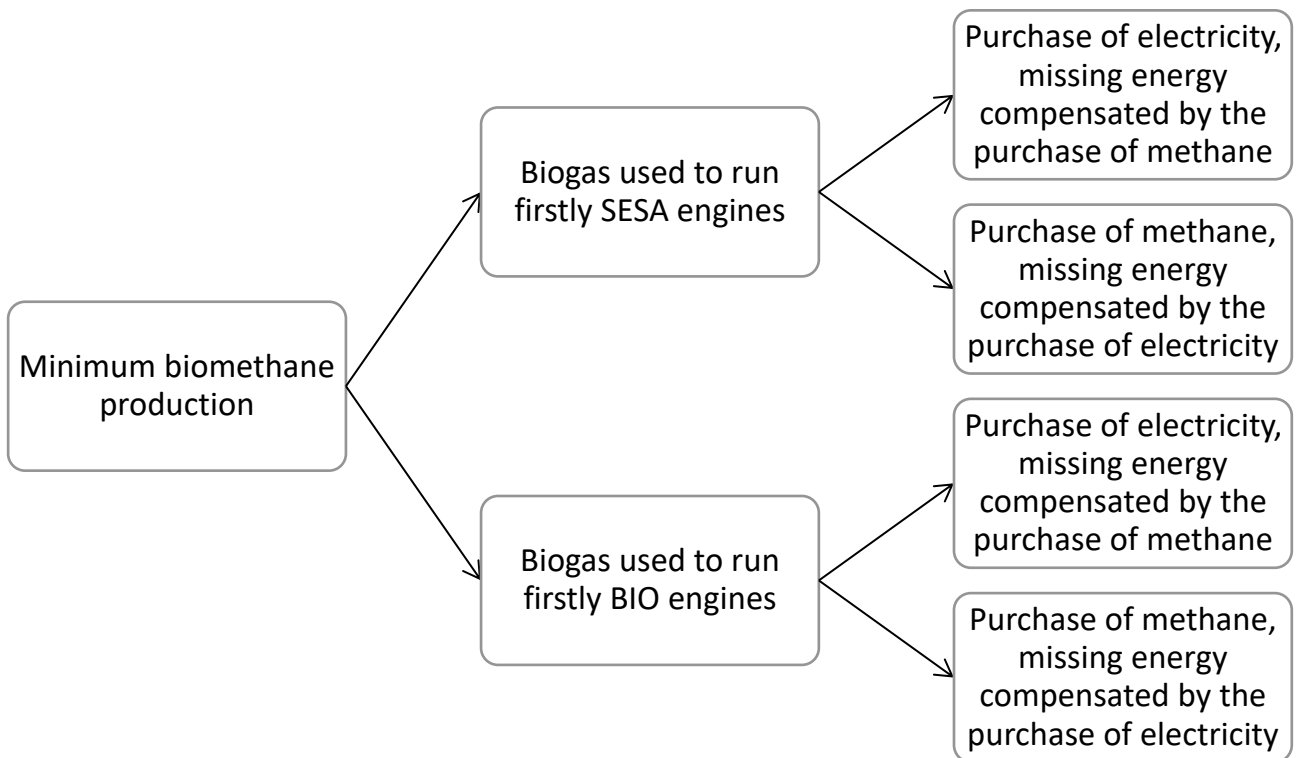 Minimum biomethane
production
Biogas used to run
firstly SESA engines
Purchase of electricity,
missing energy
compensated by the
purchase of methane
Purchase of methane,
missing energy
compensated by the
purchase of electricity
Biogas used to run
firstly BIO engines
Purchase of electricity,
missing energy
compensated by the
purchase of methane
Purchase of methane,
missing energy
compensated by the
purchase of electricity